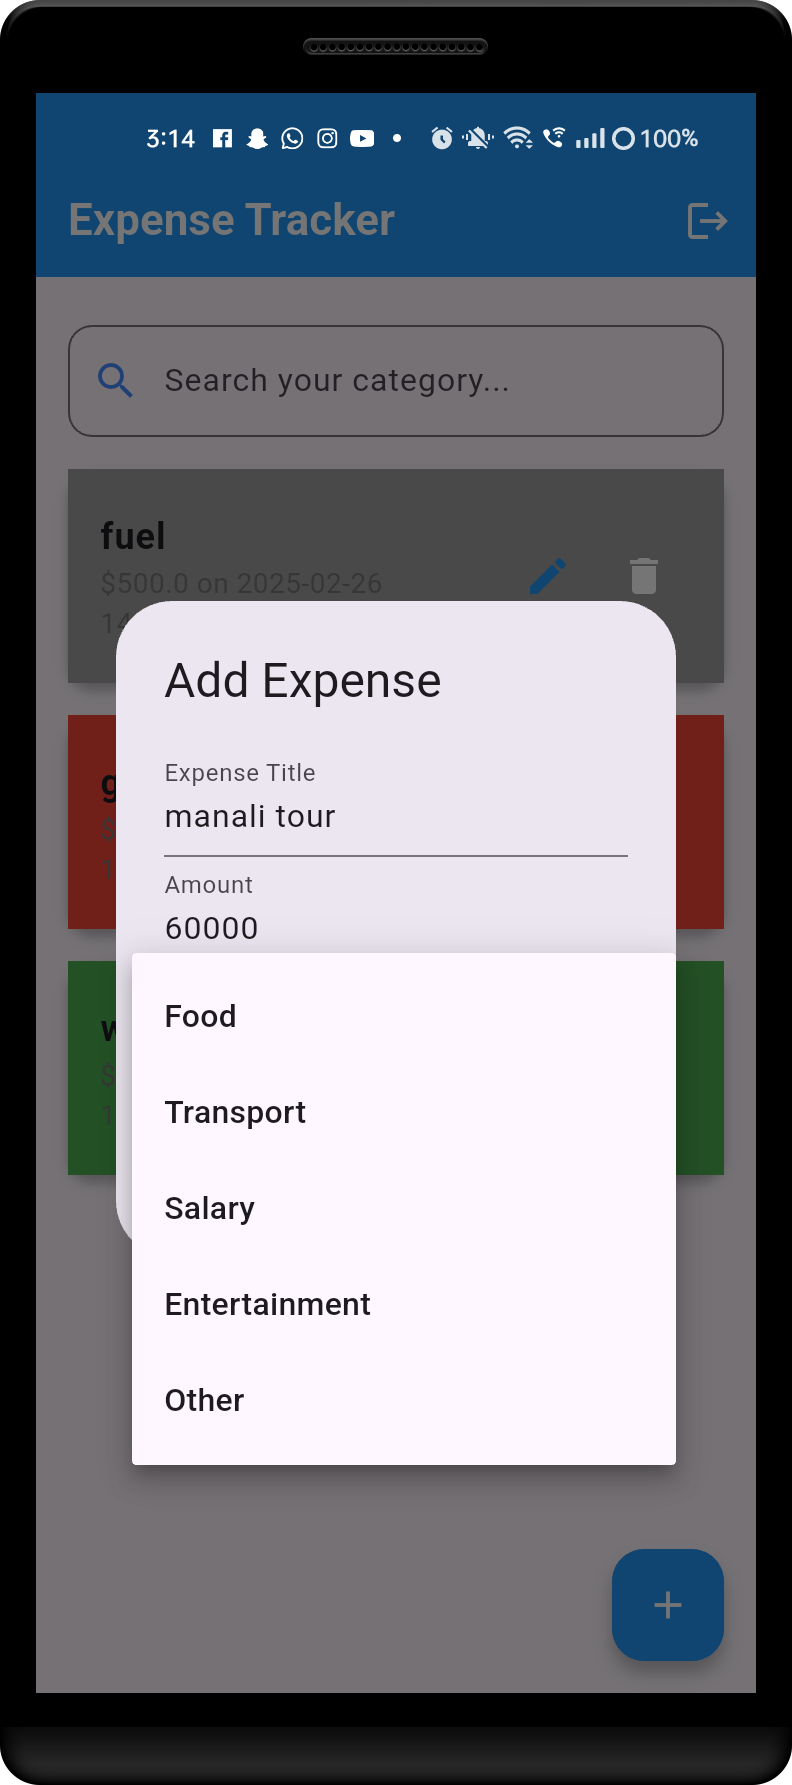 3:14 100%
Expense Tracker
Search your category...
fuel
$500.0 on 2025-02-26
14
Add Expense
g
$
1
Expense Title
manali tour
Amount
60000
w
$
1
Food
Transport
Salary
Entertainment
Other